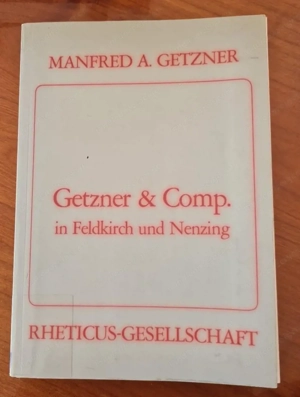 MANFRED A. GETZNER
Getzner & Comp.
in Feldkirch und Nenzing
RHETICUS-GESELLSCHAFT